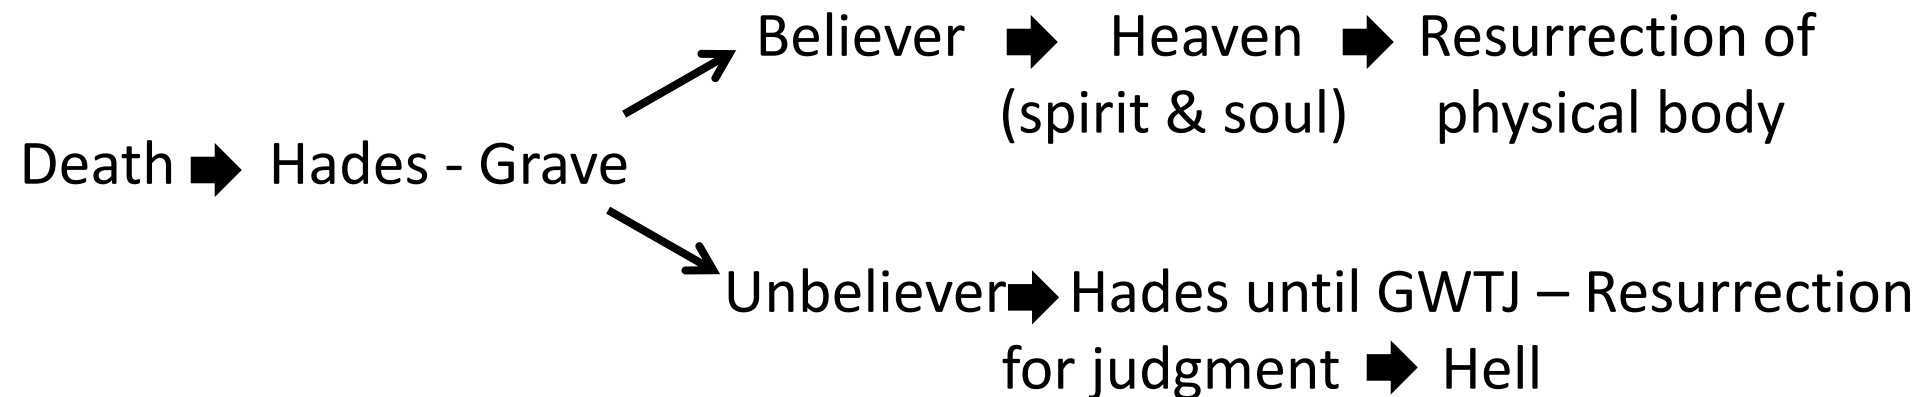 Believer Heaven Resurrection of
(spirit & soul) physical body
Death Hades - Grave
Unbeliever Hades until GWTJ – Resurrection
for judgment Hell